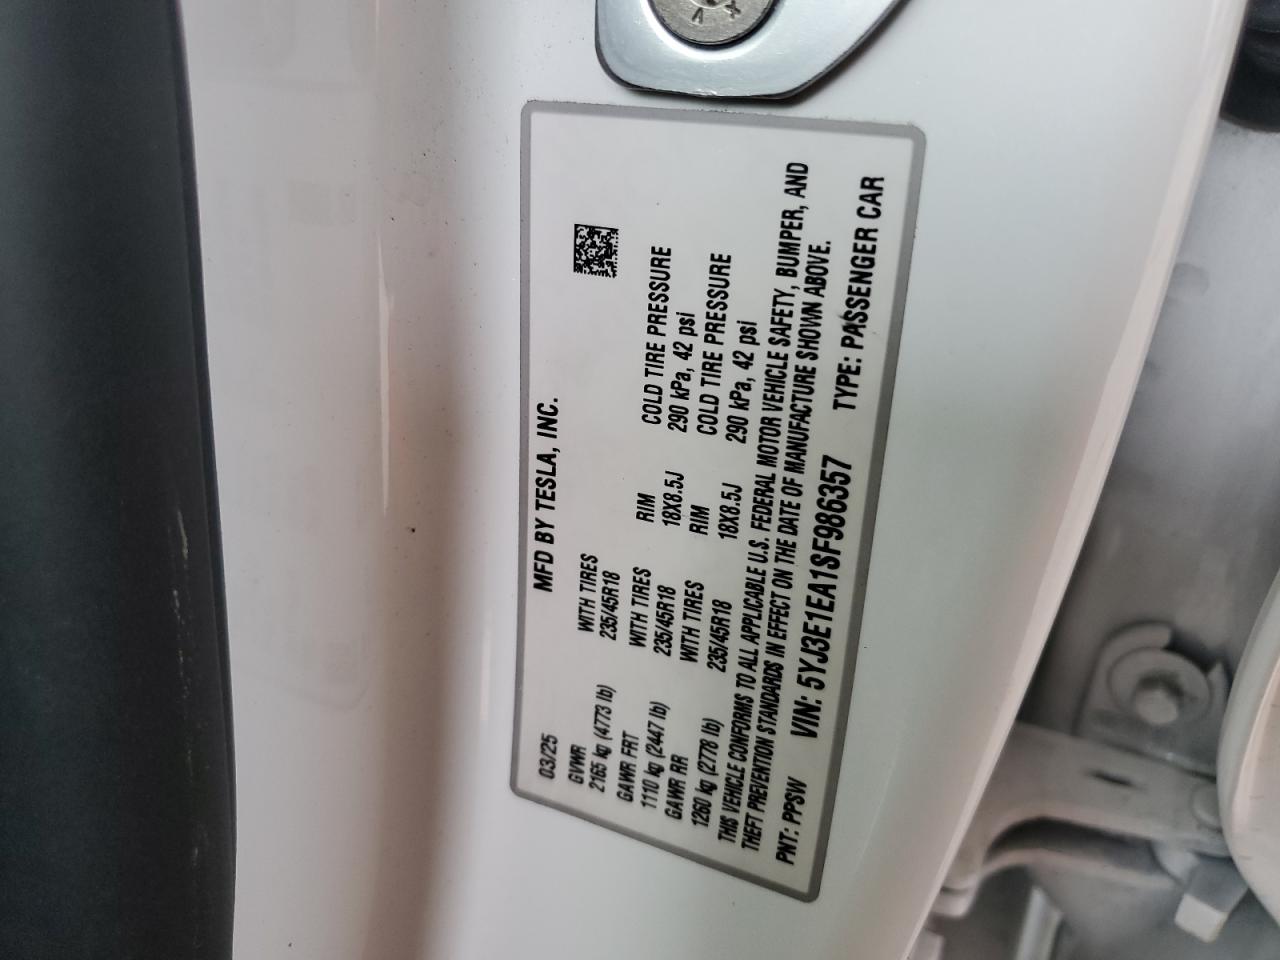 MFD BY TESLA, INC.
03/25
GVWR WITH TIRES
2165 kg (4773 lb) 235/45R18
GAWR FRT WITH TIRES RIM COLD TIRE PRESSURE
1110 kg (2447 lb) 235/45R18 18X8.5J 290 kPa, 42 psi
GAWR RR WITH TIRES RIM COLD TIRE PRESSURE
1260 kg (2778 lb) 235/45R18 18X8.5J 290 kPa, 42 psi
THIS VEHICLE CONFORMS TO ALL APPLICABLE U.S. FEDERAL MOTOR VEHICLE SAFETY, BUMPER, AND
THEFT PREVENTION STANDARDS IN EFFECT ON THE DATE OF MANUFACTURE SHOWN ABOVE.
PNT: PPSW VIN: 5YJ3E1EA1SF986357 TYPE: PASSENGER CAR